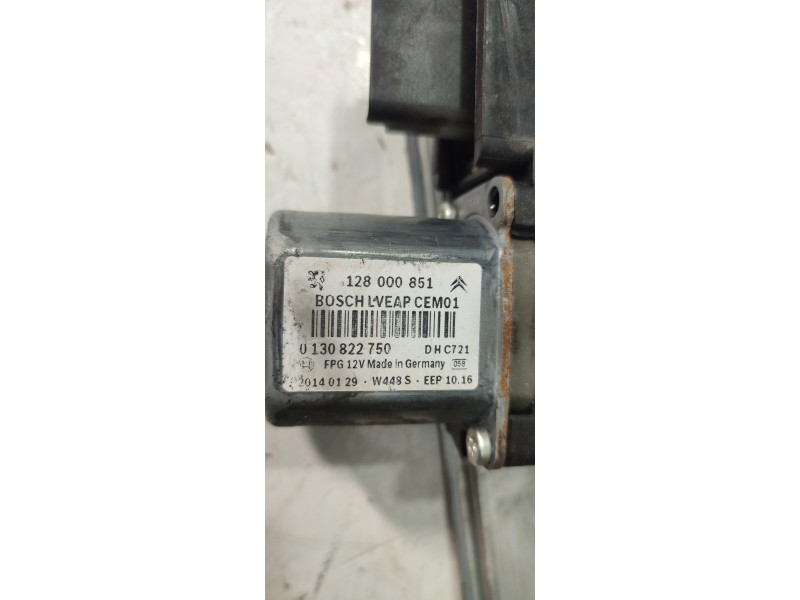 128 000 851
BOSCH LVEAP CEM01
0 130 822 750 D H C721
FPG 12V Made in Germany 058
2014 01 29 · W448 S · EEP 10.16